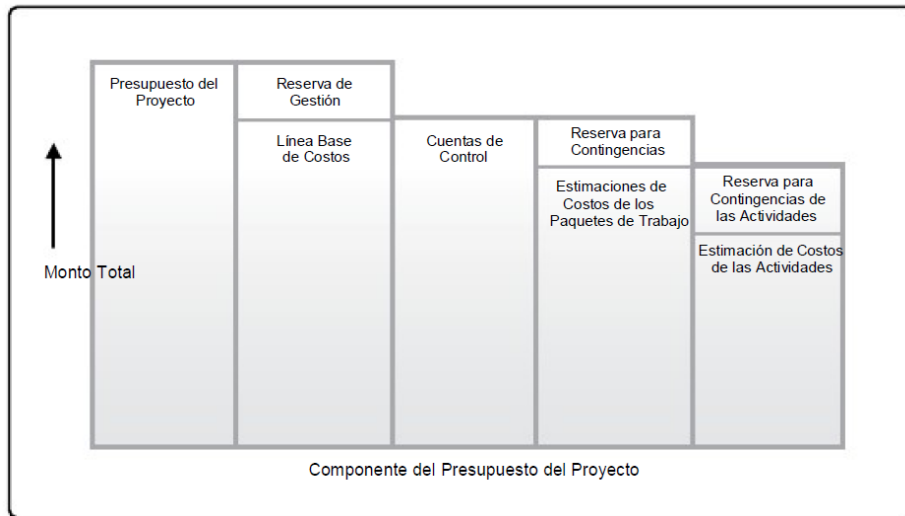 Presupuesto del
Proyecto
Reserva de
Gestión
Línea Base
de Costos
Cuentas de
Control
Reserva para
Contingencias
Estimaciones de
Costos de los
Paquetes de Trabajo
Reserva para
Contingencias de
las Actividades
Estimación de Costos
de las Actividades
Monto Total
Componente del Presupuesto del Proyecto